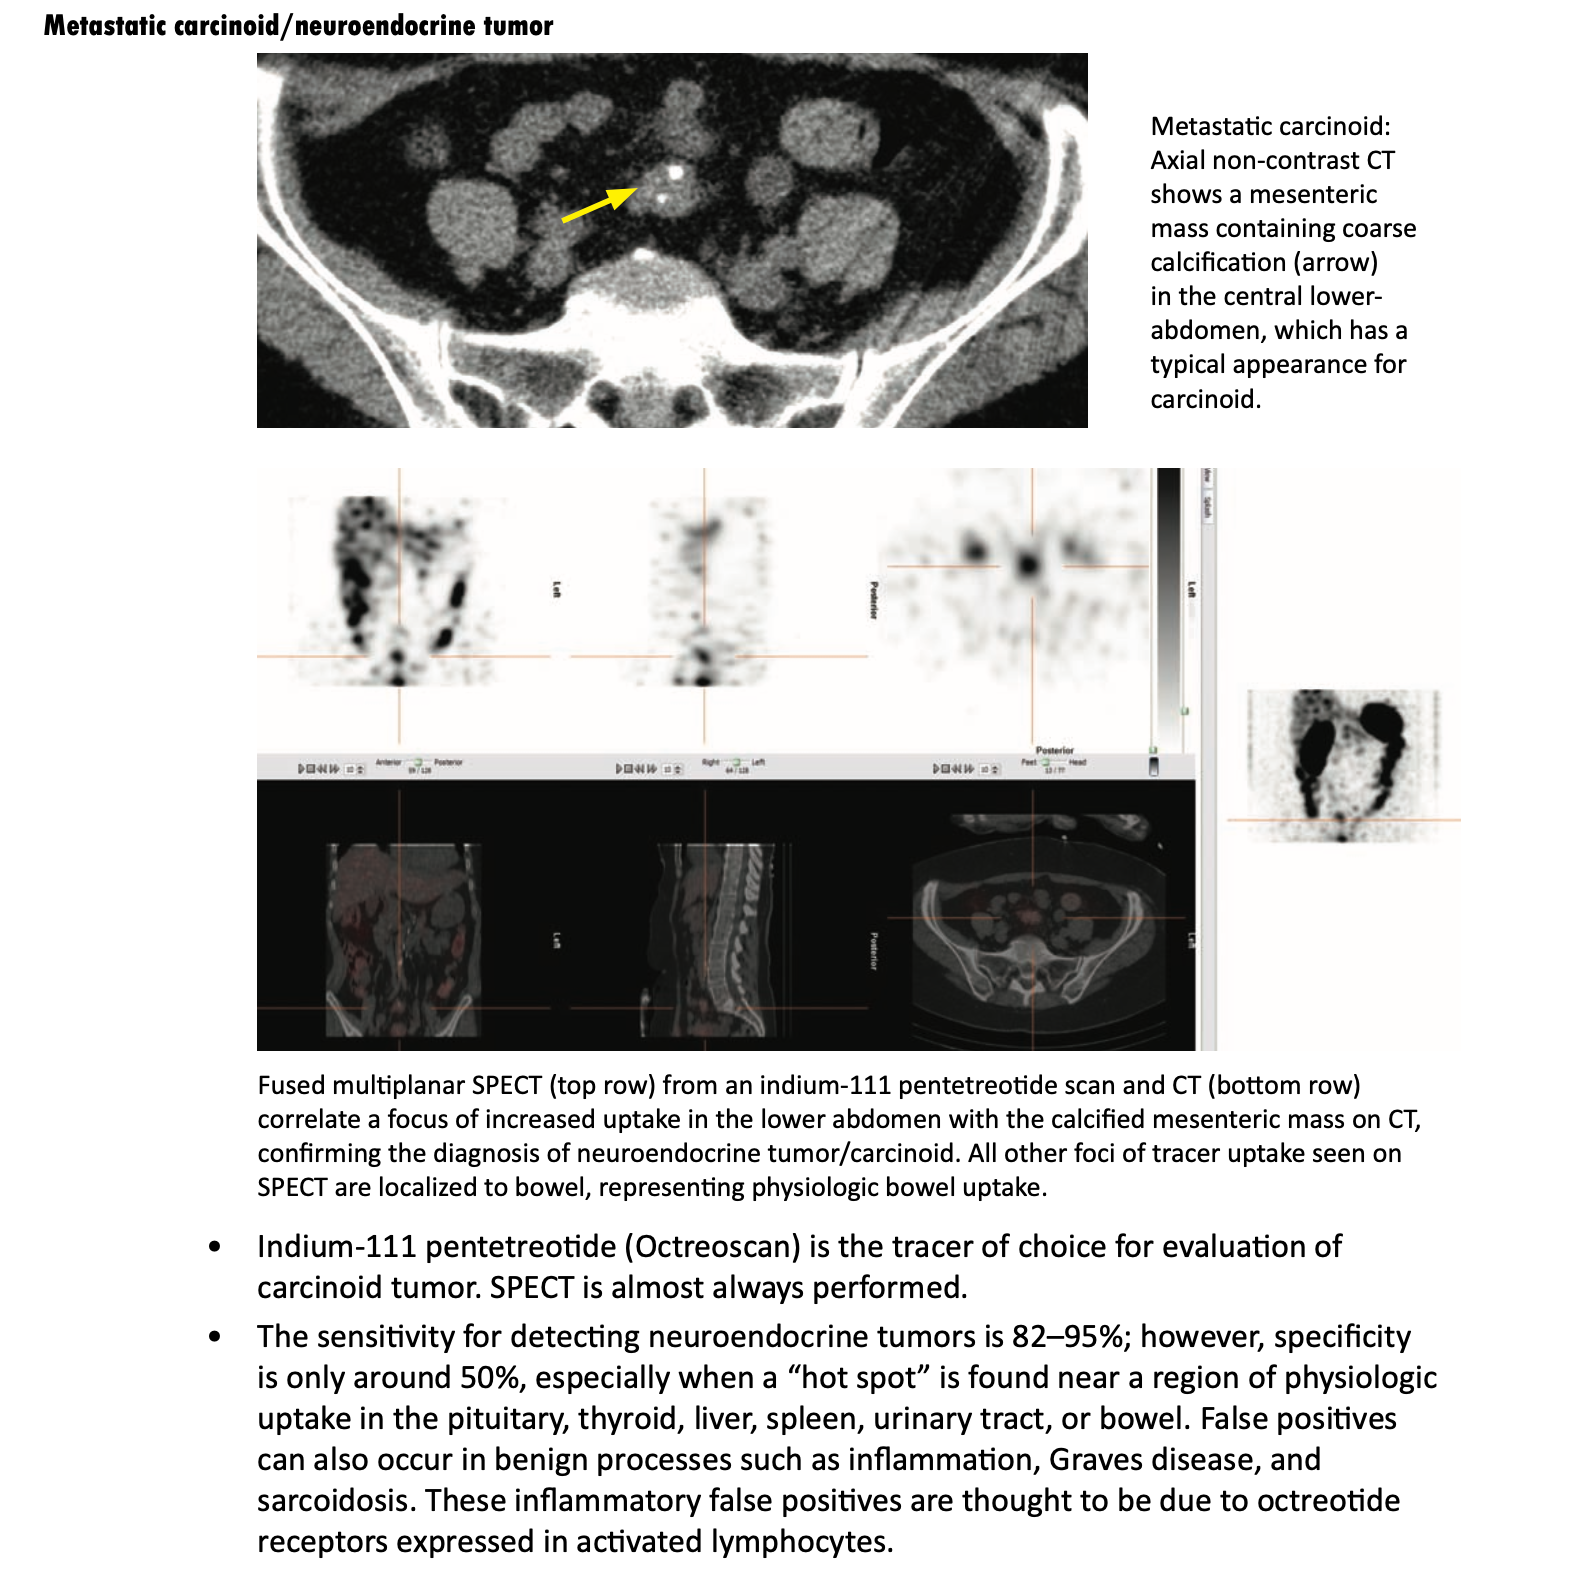 Metastatic carcinoid/neuroendocrine tumor
Metastatic carcinoid:
Axial non-contrast CT
shows a mesenteric
mass containing coarse
calcification (arrow)
in the central lower-
abdomen, which has a
typical appearance for
carcinoid.
Left
Posterior
Left
Splash
Posterior
Anterior Posterior
Right Left
Feet Head
10
10
10
Left
Posterior
Left
Fused multiplanar SPECT (top row) from an indium-111 pentetreotide scan and CT (bottom row)
correlate a focus of increased uptake in the lower abdomen with the calcified mesenteric mass on CT,
confirming the diagnosis of neuroendocrine tumor/carcinoid. All other foci of tracer uptake seen on
SPECT are localized to bowel, representing physiologic bowel uptake.
• Indium-111 pentetreotide (Octreoscan) is the tracer of choice for evaluation of
carcinoid tumor. SPECT is almost always performed.
• The sensitivity for detecting neuroendocrine tumors is 82–95%; however, specificity
is only around 50%, especially when a “hot spot” is found near a region of physiologic
uptake in the pituitary, thyroid, liver, spleen, urinary tract, or bowel. False positives
can also occur in benign processes such as inflammation, Graves disease, and
sarcoidosis. These inflammatory false positives are thought to be due to octreotide
receptors expressed in activated lymphocytes.